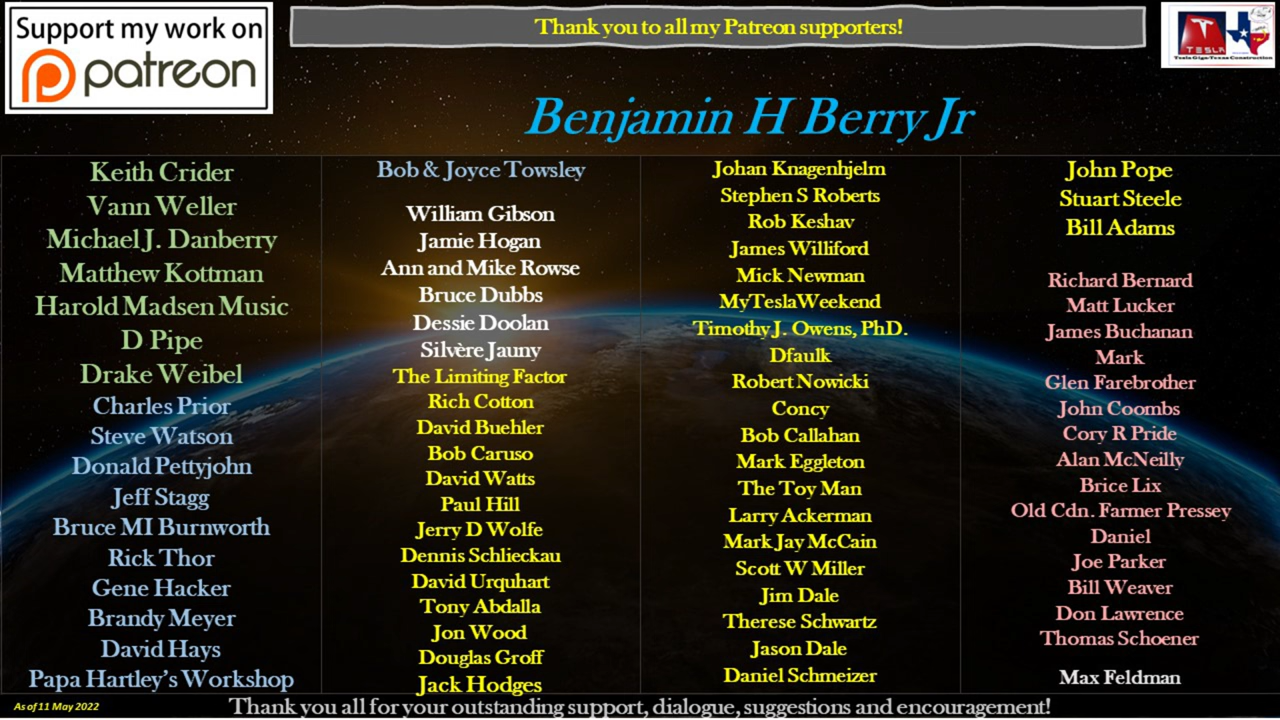 Support my work on
patreon
Thank you to all my Patreon supporters!
TESLA
Tesla Giga Texas Construction
Benjamin H Berry Jr
Keith Crider
Vann Weller
Michael J. Danberry
Matthew Kottman
Harold Madsen Music
D Pipe
Drake Weibel
Charles Prior
Steve Watson
Donald Pettyjohn
Jeff Stagg
Bruce MI Burnworth
Rick Thor
Gene Hacker
Brandy Meyer
David Hays
Papa Hartley's Workshop
Bob & Joyce Towsley
William Gibson
Jamie Hogan
Ann and Mike Rowse
Bruce Dubbs
Dessie Doolan
Silvère Jauny
The Limiting Factor
Rich Cotton
David Buehler
Bob Caruso
David Watts
Paul Hill
Jerry D Wolfe
Dennis Schlieckau
David Urquhart
Tony Abdalla
Jon Wood
Douglas Groff
Jack Hodges
Johan Knagenhjelm
Stephen S Roberts
Rob Keshav
James Williford
Mick Newman
MyTeslaWeekend
Timothy J. Owens, PhD.
Dfaulk
Robert Nowicki
Concy
Bob Callahan
Mark Eggleton
The Toy Man
Larry Ackerman
Mark Jay McCain
Scott W Miller
Jim Dale
Therese Schwartz
Jason Dale
Daniel Schmeizer
John Pope
Stuart Steele
Bill Adams
Richard Bernard
Matt Lucker
James Buchanan
Mark
Glen Farebrother
John Coombs
Cory R Pride
Alan McNeilly
Brice Lix
Old Cdn. Farmer Pressey
Daniel
Joe Parker
Bill Weaver
Don Lawrence
Thomas Schoener
Max Feldman
As of 11 May 2022
Thank you all for your outstanding support, dialogue, suggestions and encouragement!